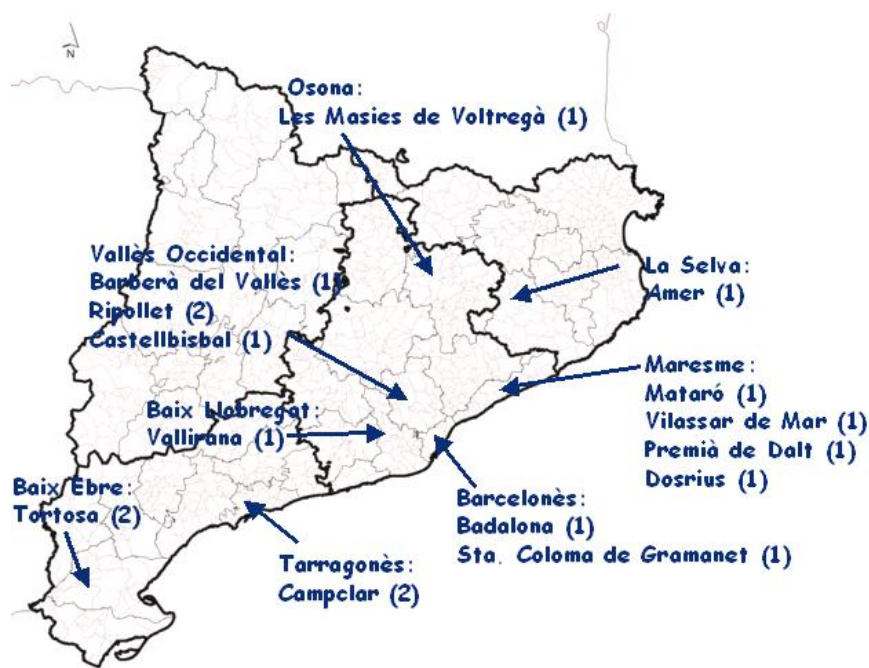 N
Osona:
Les Masies de Voltregà (1)
Vallès Occidental:
Barberà del Vallès (1)
Ripollet (2)
Castellbisbal (1)
La Selva:
Amer (1)
Maresme:
Mataró (1)
Vilassar de Mar (1)
Premià de Dalt (1)
Dosrius (1)
Baix Llobregat:
Vallirana (1)
Baix Ebre:
Tortosa (2)
Barcelonès:
Badalona (1)
Sta. Coloma de Gramanet (1)
Tarragonès:
Campclar (2)